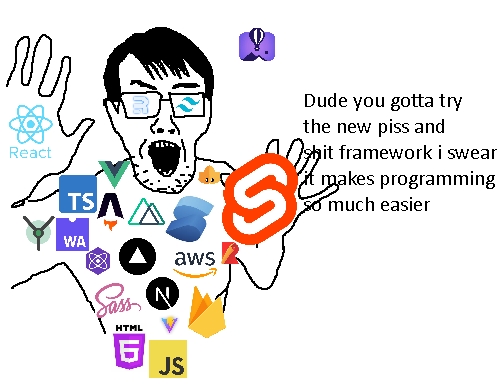 Dude you gotta try
the new piss and
shit framework i swear
it makes programming
so much easier
React
TS
WA
aws
Sass
N
HTML
JS